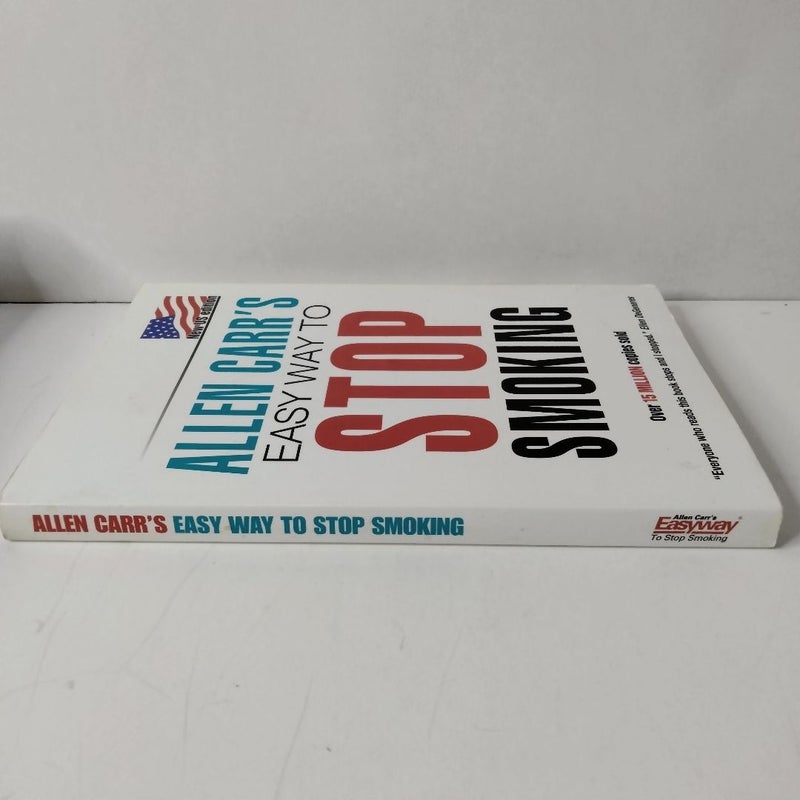 New US edition
ALLEN CARR'S
EASY WAY TO
STOP
SMOKING
Over 15 MILLION copies sold
"Everyone who reads this book stops and I stopped." Ellen DeGeneres
ALLEN CARR'S EASY WAY TO STOP SMOKING
Allen Carr's
Easyway®
To Stop Smoking